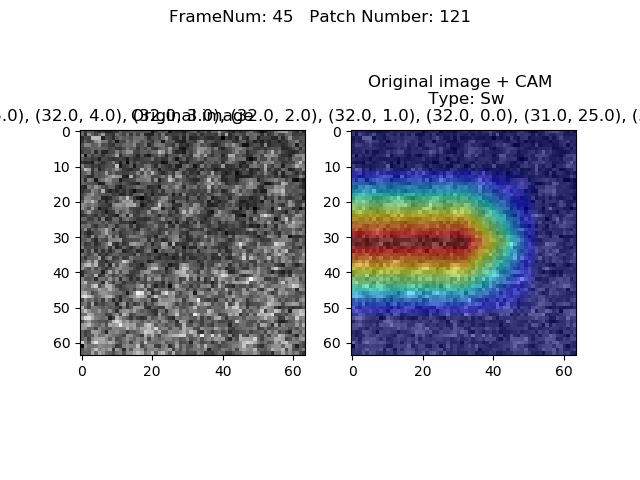 FrameNum: 45   Patch Number: 121
Original image + CAM
Type: Sw
.0), (32.0, 4.0), (32.0, 3.0), (32.0, 2.0), (32.0, 1.0), (32.0, 0.0), (31.0, 25.0), (
Original image
0
10
20
30
40
50
60
0 20 40 60
0
10
20
30
40
50
60
0 20 40 60